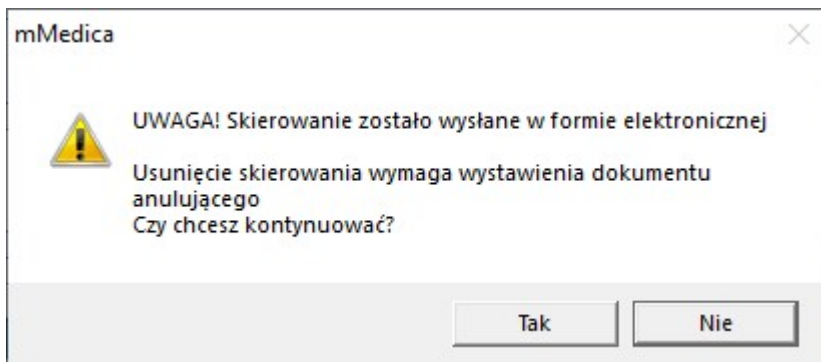 mMedica
UWAGA! Skierowanie zostało wysłane w formie elektronicznej
Usunięcie skierowania wymaga wystawienia dokumentu
anulującego
Czy chcesz kontynuować?
Tak
Nie